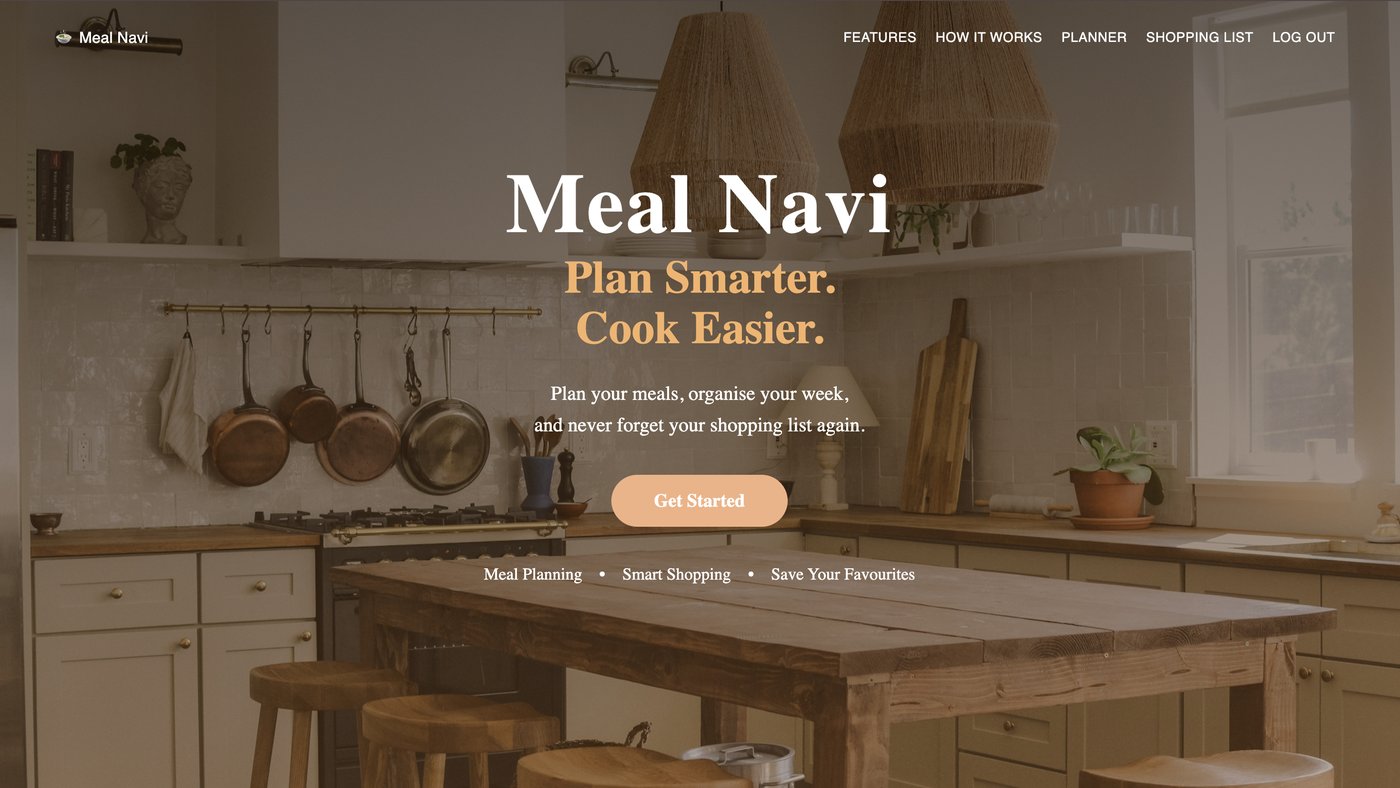 Meal Navi
FEATURES HOW IT WORKS PLANNER SHOPPING LIST LOG OUT
Meal Navi
Plan Smarter.
Cook Easier.
Plan your meals, organise your week,
and never forget your shopping list again.
Get Started
Meal Planning • Smart Shopping • Save Your Favourites